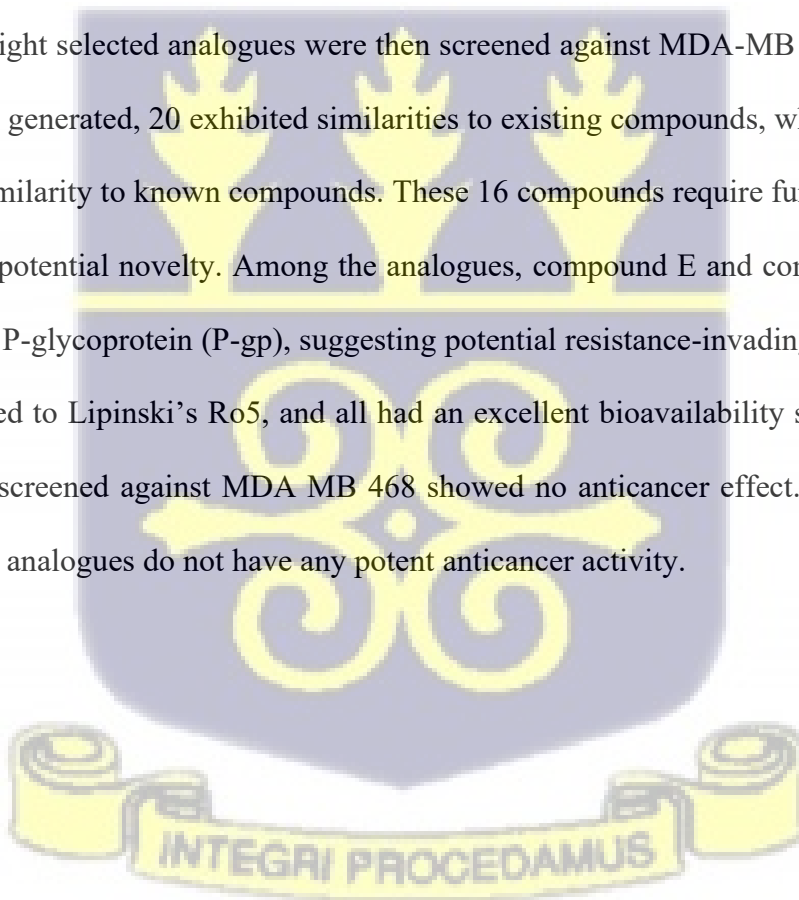 ight selected analogues were then screened against MDA-MB
generated, 20 exhibited similarities to existing compounds, w
milarity to known compounds. These 16 compounds require fu
potential novelty. Among the analogues, compound E and co
P-glycoprotein (P-gp), suggesting potential resistance-invading
ed to Lipinski’s Ro5, and all had an excellent bioavailability s
screened against MDA MB 468 showed no anticancer effect.
analogues do not have any potent anticancer activity.
INTEGRI PROCEDAMUS